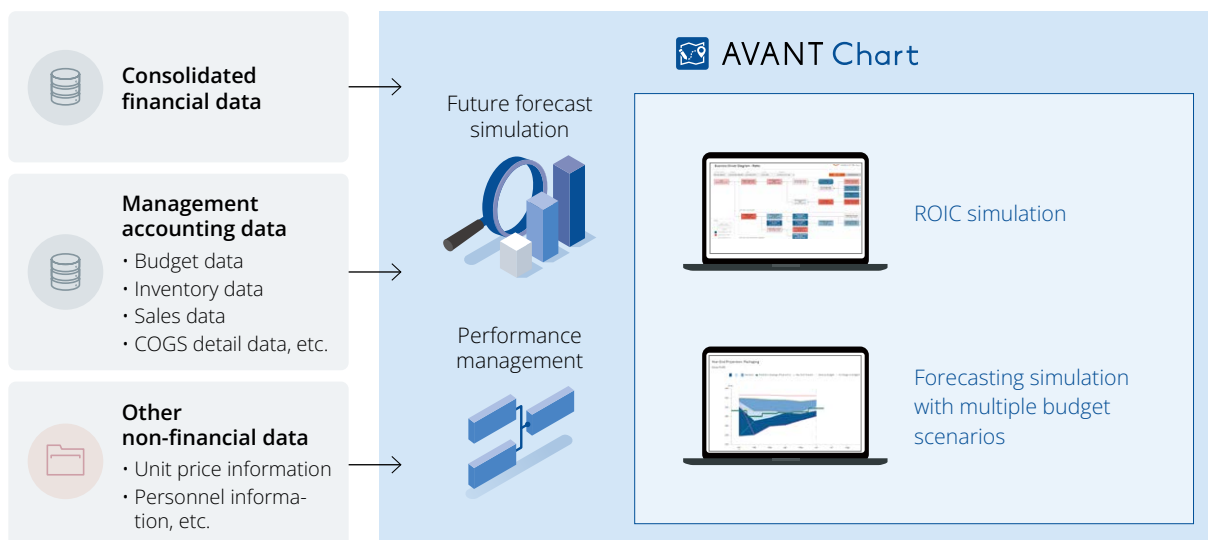 Consolidated
financial data
Management
accounting data
・Budget data
・Inventory data
・Sales data
・COGS detail data, etc.
Other
non-financial data
・Unit price information
・Personnel informa-
tion, etc.
AVANT Chart
Future forecast
simulation
Performance
management
ROIC simulation
Forecasting simulation
with multiple budget
scenarios